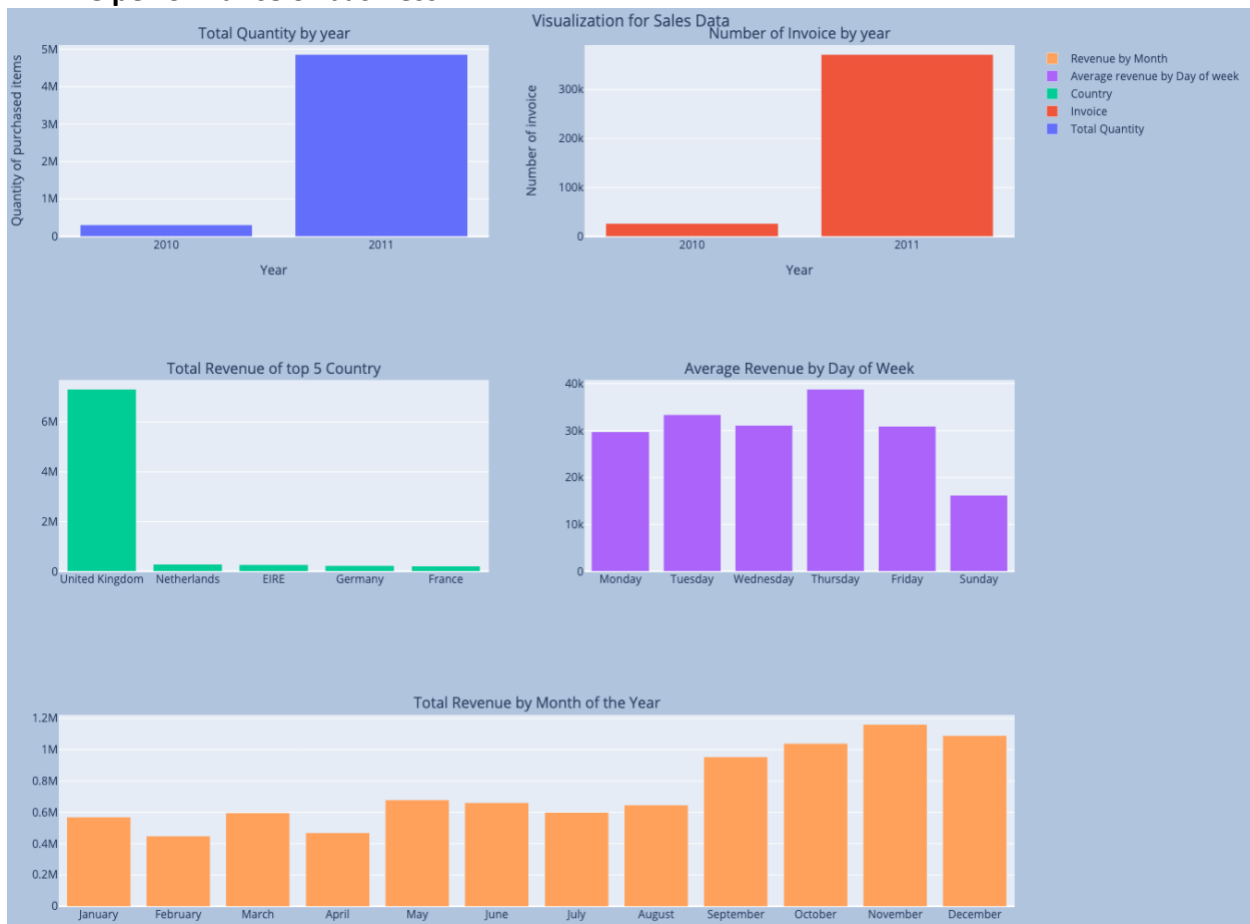 Visualization for Sales Data
Total Quantity by year
Number of Invoice by year
Quantity of purchased items
5M
4M
3M
2M
1M
0
2010
2011
Year
Number of invoice
300k
200k
100k
0
2010
2011
Year
Revenue by Month
Average revenue by Day of week
Country
Invoice
Total Quantity
Total Revenue of top 5 Country
6M
4M
2M
0
United Kingdom
Netherlands
EIRE
Germany
France
Average Revenue by Day of Week
40k
30k
20k
10k
0
Monday
Tuesday
Wednesday
Thursday
Friday
Sunday
Total Revenue by Month of the Year
1.2M
1M
0.8M
0.6M
0.4M
0.2M
0
January
February
March
April
May
June
July
August
September
October
November
December